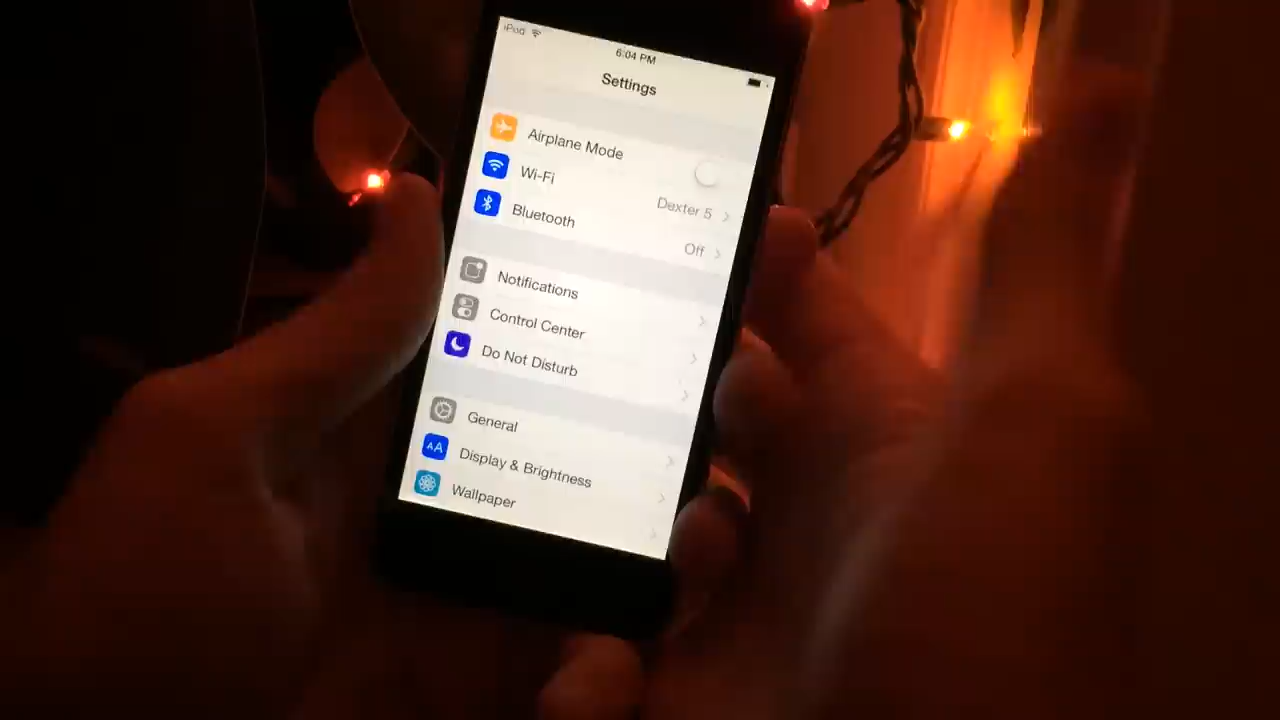 iPod
6:04 PM
Settings
Airplane Mode
Wi-Fi
Dexter 5
Bluetooth
Off
Notifications
Control Center
Do Not Disturb
General
AA
Display & Brightness
Wallpaper